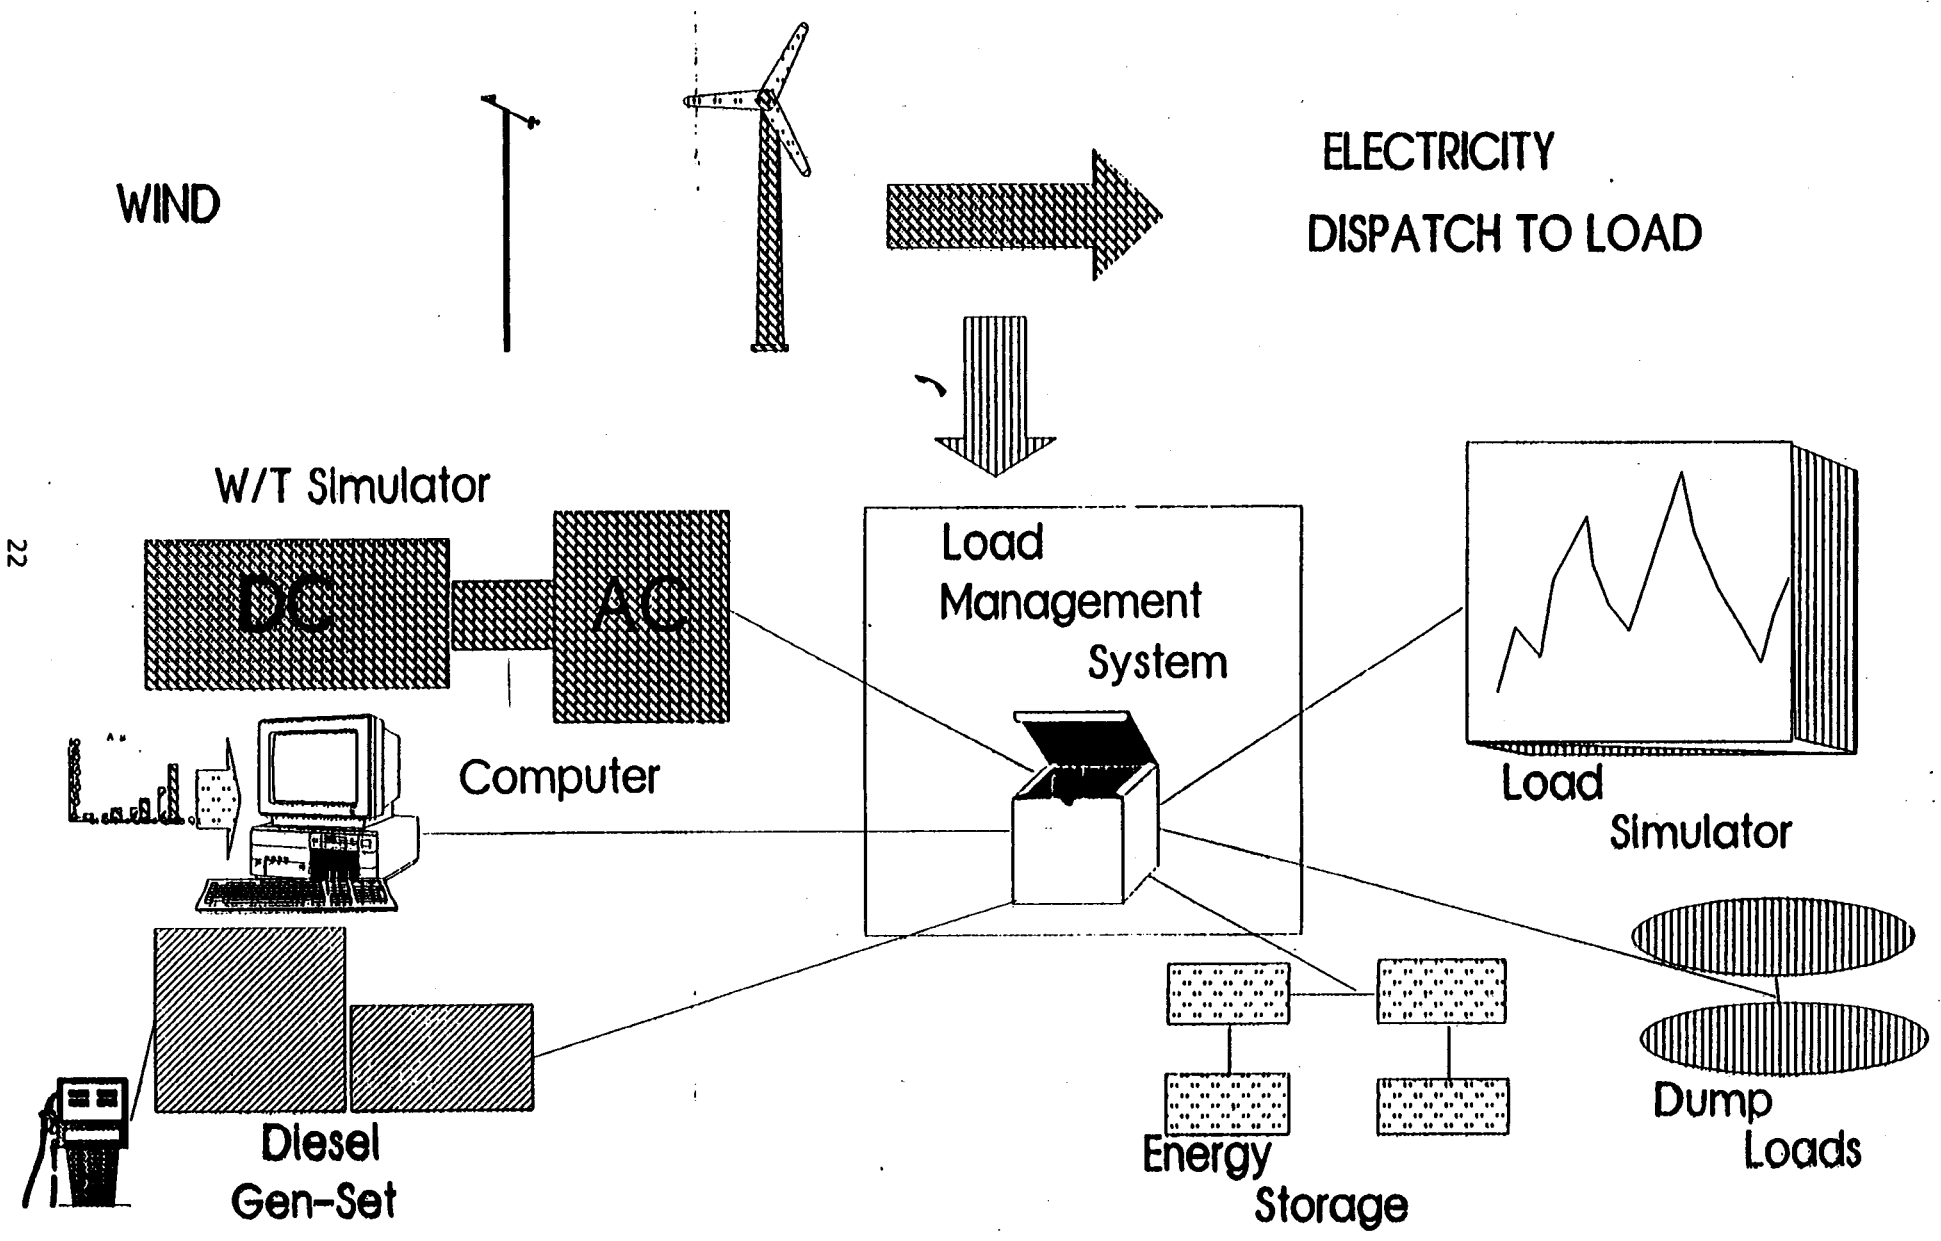 WIND
ELECTRICITY
DISPATCH TO LOAD
22
W/T Simulator
DC
AC
Load
Management
System
Computer
Load
Simulator
Diesel
Gen-Set
Energy
Storage
Dump
Loads